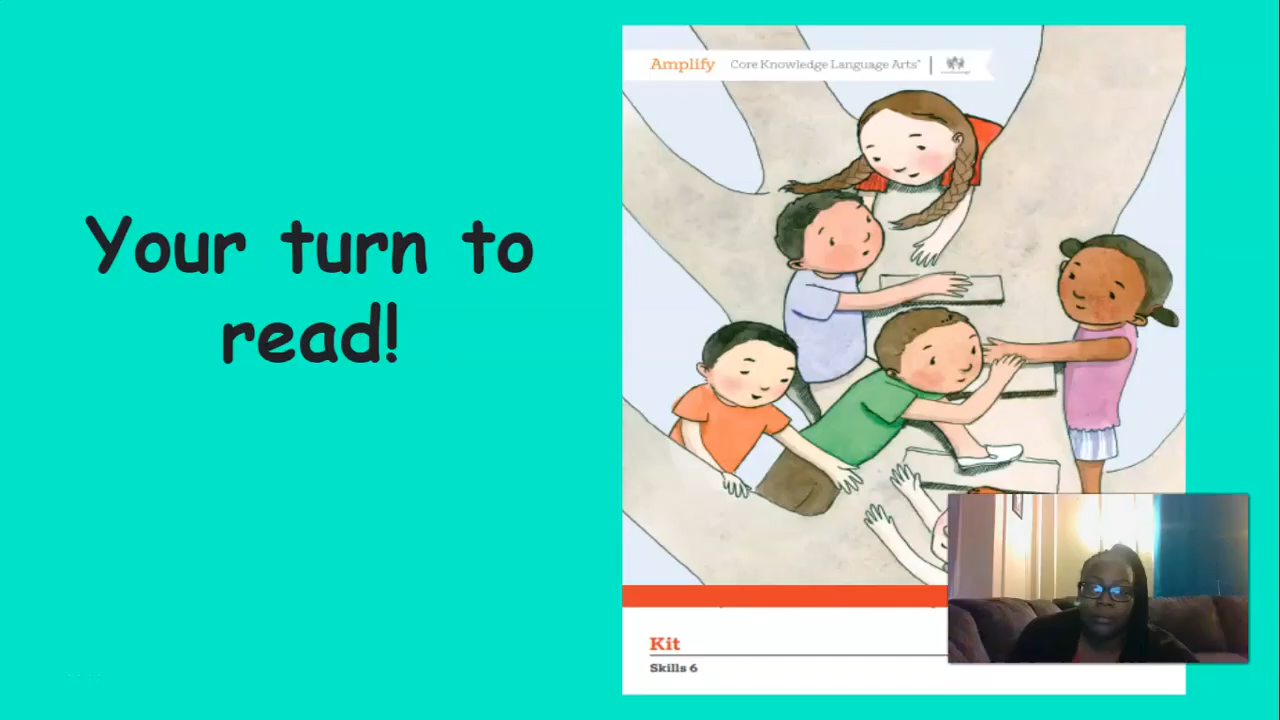 Your turn to
read!
Amplify Core Knowledge Language Arts®
Kit
Skills 6